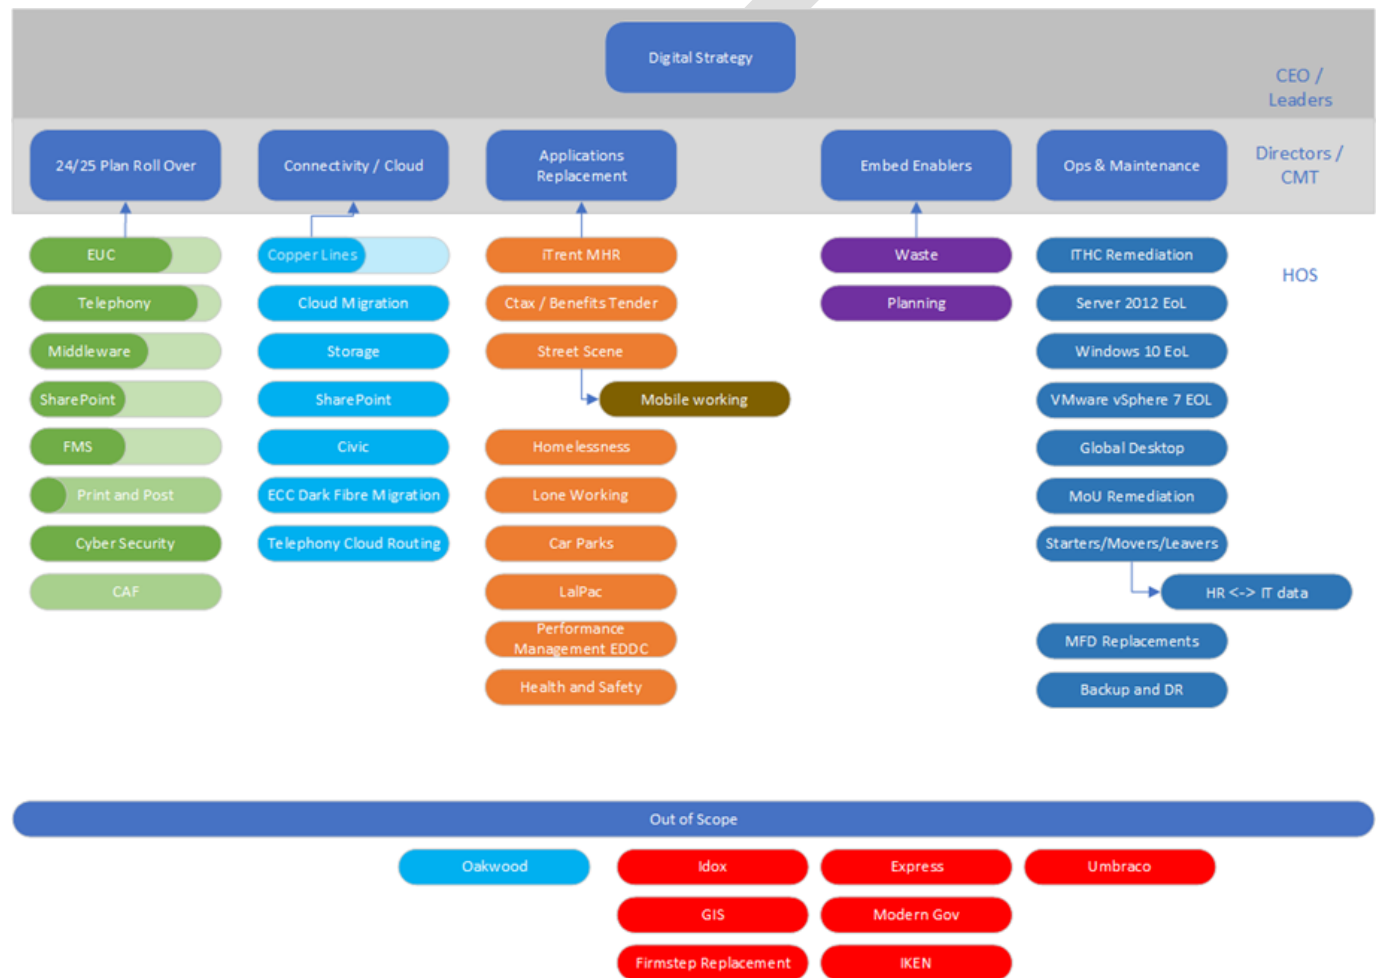 Digital Strategy
CEO /
Leaders
24/25 Plan Roll Over
Connectivity / Cloud
Applications
Replacement
Embed Enablers
Ops & Maintenance
Directors /
CMT
HOS
EUC
Telephony
Middleware
SharePoint
FMS
Print and Post
Cyber Security
CAF
Copper Lines
Cloud Migration
Storage
SharePoint
Civic
ECC Dark Fibre Migration
Telephony Cloud Routing
iTrent MHR
Ctax / Benefits Tender
Street Scene
Mobile working
Homelessness
Lone Working
Car Parks
LalPac
Performance
Management EDDC
Health and Safety
Waste
Planning
ITHC Remediation
Server 2012 EoL
Windows 10 EoL
VMware vSphere 7 EOL
Global Desktop
MoU Remediation
Starters/Movers/Leavers
HR <-> IT data
MFD Replacements
Backup and DR
Out of Scope
Oakwood
Idox
Express
Umbraco
GIS
Modern Gov
Firmstep Replacement
IKEN